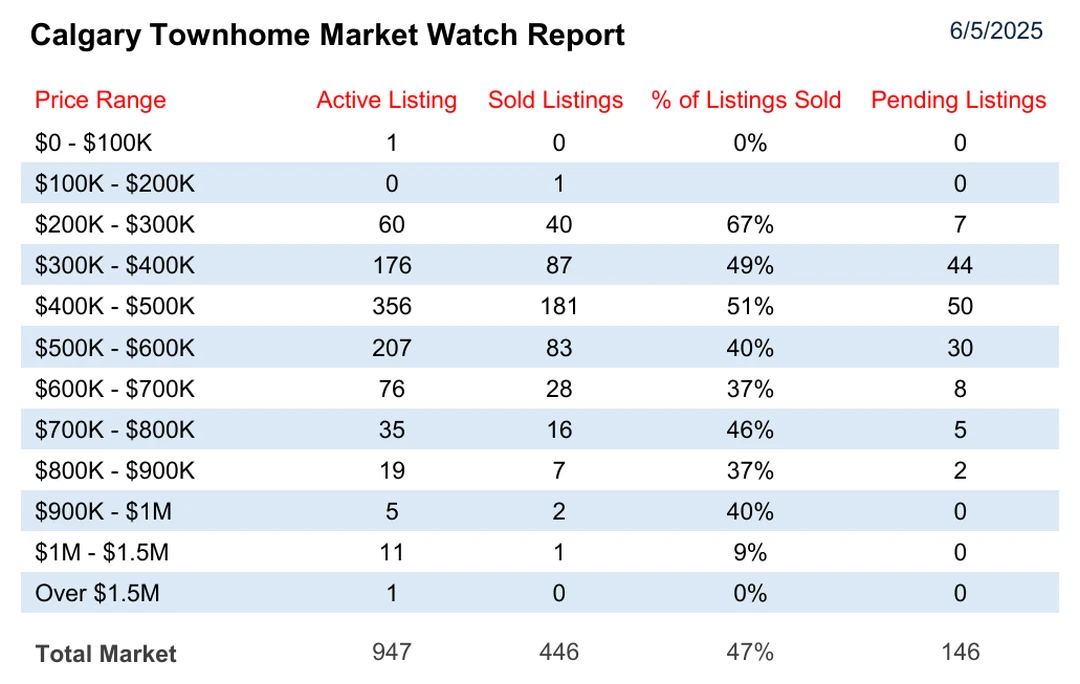 Calgary Townhome Market Watch Report 6/5/2025
Price Range Active Listing Sold Listings % of Listings Sold Pending Listings
$0 - $100K 1 0 0% 0
$100K - $200K 0 1 0
$200K - $300K 60 40 67% 7
$300K - $400K 176 87 49% 44
$400K - $500K 356 181 51% 50
$500K - $600K 207 83 40% 30
$600K - $700K 76 28 37% 8
$700K - $800K 35 16 46% 5
$800K - $900K 19 7 37% 2
$900K - $1M 5 2 40% 0
$1M - $1.5M 11 1 9% 0
Over $1.5M 1 0 0% 0
Total Market 947 446 47% 146